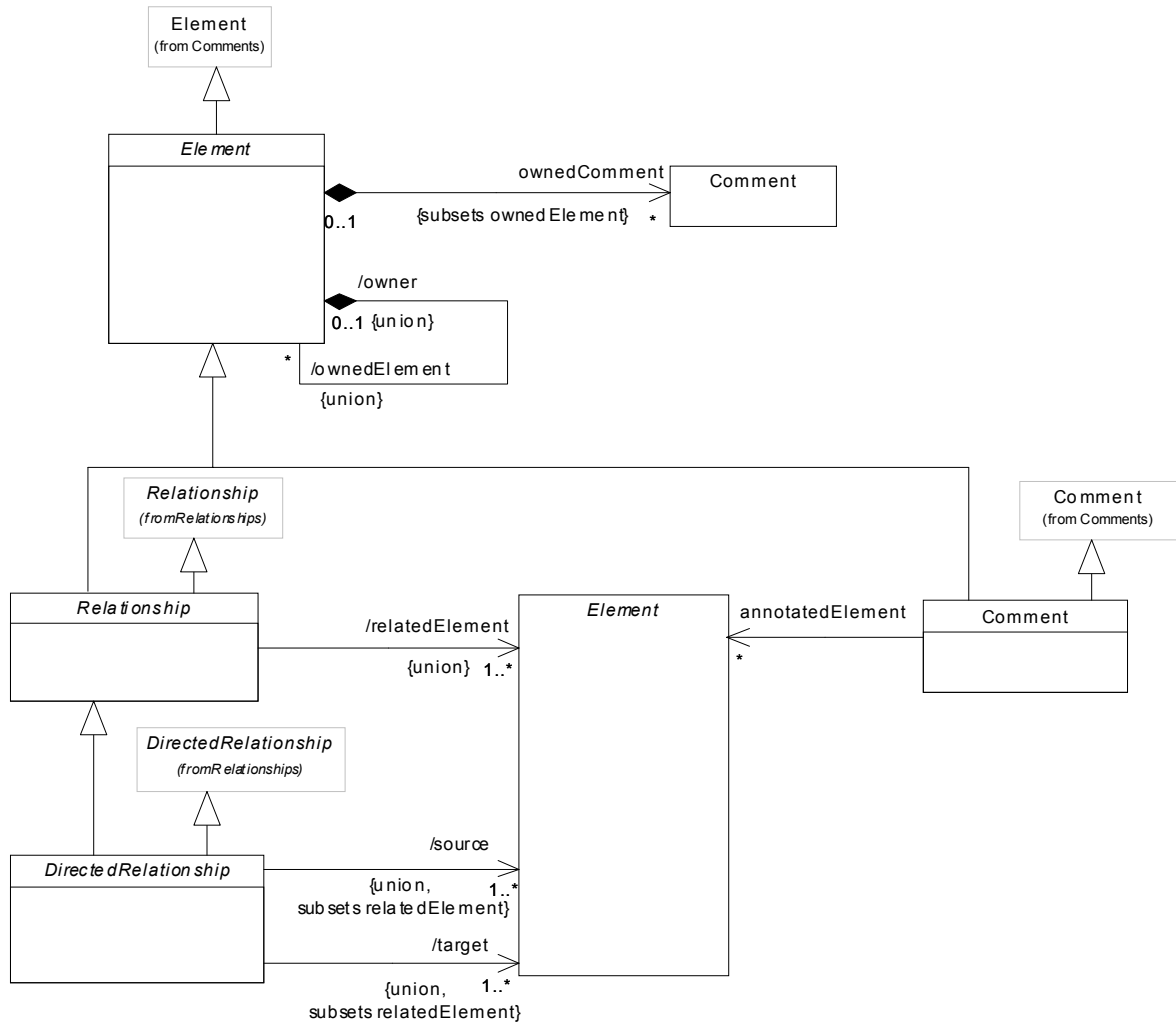 Element
(from Comments)
Element
ownedComment
Comment
0..1
{subsets ownedElement}
*
/owner
0..1
{union}
*
/ownedElement
{union}
Relationship
(fromRelationships)
Comment
(from Comments)
Relationship
Element
Comment
/relatedElement
{union}
1..*
annotatedElement
*
DirectedRelationship
(fromRelationships)
DirectedRelationship
/source
{union,
1..*
subsets relatedElement}
/target
{union,
1..*
subsets relatedElement}